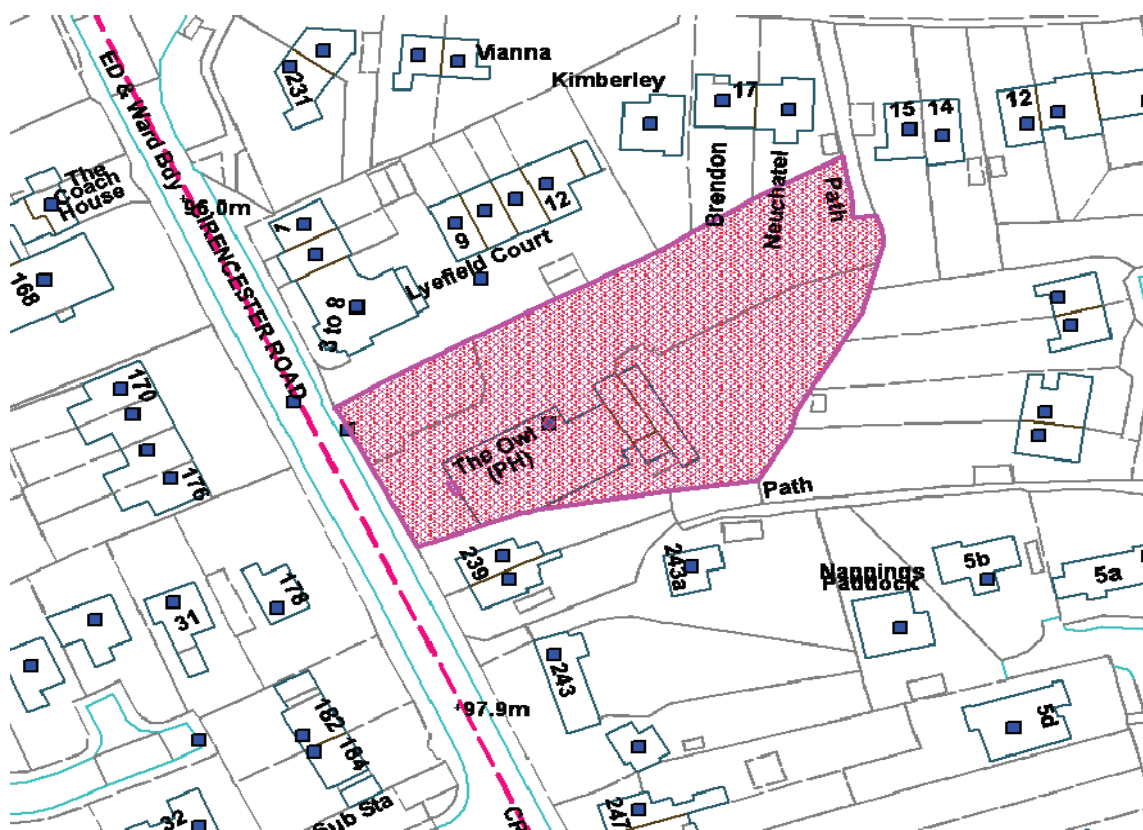 ED & Ward Bdy
231
Vianna
Kimberley
17
15
14
12
The
Coach
House
96.0m
CIRENCESTER ROAD
1
9
12
Brendon
Neuchatel
Path
168
Lyefield Court
3 to 8
170
176
The Owl
(PH)
Path
239
243a
Nannings
Paddock
5b
5a
178
31
243
97.9m
182
184
5d
Sub Sta
32
247